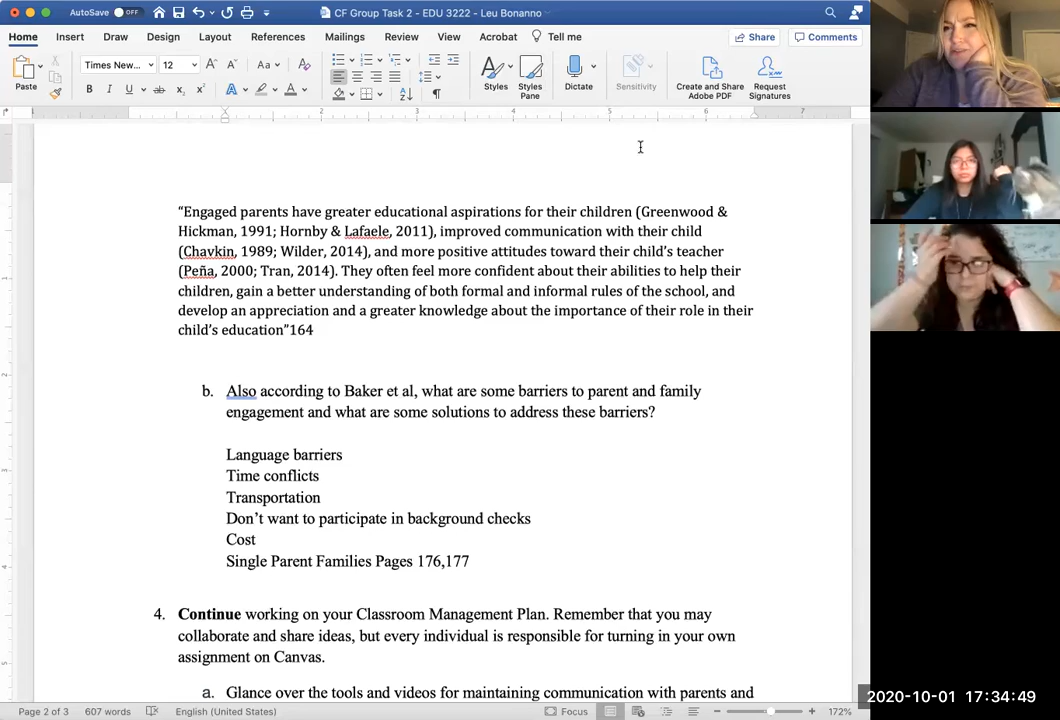 AutoSave OFF CF Group Task 2 - EDU 3222 - Leu Bonanno
Home Insert Draw Design Layout References Mailings Review View Acrobat Tell me Share Comments
Times New... 12 Aa
Paste Styles Styles Pane Dictate Sensitivity Create and Share Adobe PDF Request Signatures
2 3 4 5 6 7
“Engaged parents have greater educational aspirations for their children (Greenwood &
Hickman, 1991; Hornby & Lafaele, 2011), improved communication with their child
(Chavkin, 1989; Wilder, 2014), and more positive attitudes toward their child’s teacher
(Peña, 2000; Tran, 2014). They often feel more confident about their abilities to help their
children, gain a better understanding of both formal and informal rules of the school, and
develop an appreciation and a greater knowledge about the importance of their role in their
child’s education”164
b. Also according to Baker et al, what are some barriers to parent and family
engagement and what are some solutions to address these barriers?
Language barriers
Time conflicts
Transportation
Don’t want to participate in background checks
Cost
Single Parent Families Pages 176,177
4. Continue working on your Classroom Management Plan. Remember that you may
collaborate and share ideas, but every individual is responsible for turning in your own
assignment on Canvas.
a. Glance over the tools and videos for maintaining communication with parents and
Page 2 of 3 607 words English (United States) Focus 172%
2020-10-01 17:34:49